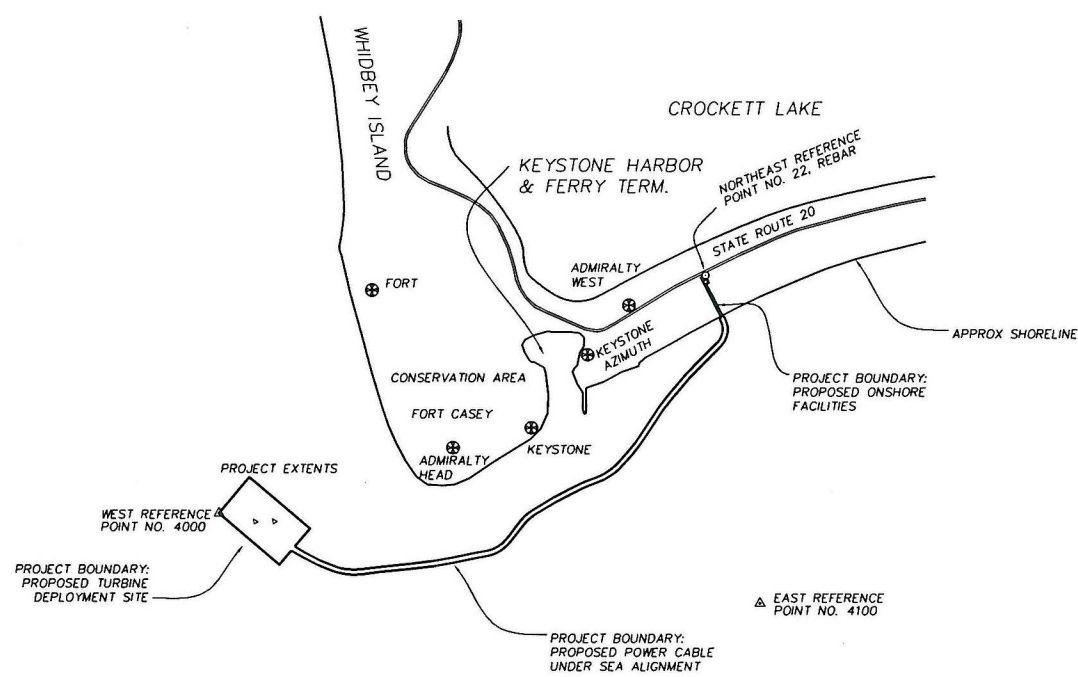 WHIDBEY ISLAND
CROCKETT LAKE
KEYSTONE HARBOR
& FERRY TERM.
NORTHEAST REFERENCE
POINT NO. 22, REBAR
STATE ROUTE 20
ADMIRALTY
WEST
FORT
KEYSTONE
AZIMUTH
APPROX SHORELINE
CONSERVATION AREA
PROJECT BOUNDARY:
PROPOSED ONSHORE
FACILITIES
FORT CASEY
KEYSTONE
ADMIRALTY
HEAD
PROJECT EXTENTS
WEST REFERENCE
POINT NO. 4000
PROJECT BOUNDARY:
PROPOSED TURBINE
DEPLOYMENT SITE
EAST REFERENCE
POINT NO. 4100
PROJECT BOUNDARY:
PROPOSED POWER CABLE
UNDER SEA ALIGNMENT